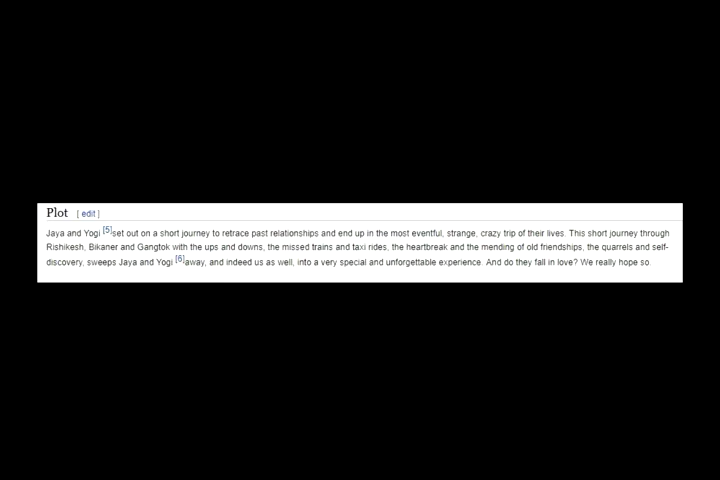 Plot [ edit ]
Jaya and Yogi [5]set out on a short journey to retrace past relationships and end up in the most eventful, strange, crazy trip of their lives. This short journey through
Rishikesh, Bikaner and Gangtok with the ups and downs, the missed trains and taxi rides, the heartbreak and the mending of old friendships, the quarrels and self-
discovery, sweeps Jaya and Yogi [6]away, and indeed us as well, into a very special and unforgettable experience. And do they fall in love? We really hope so.